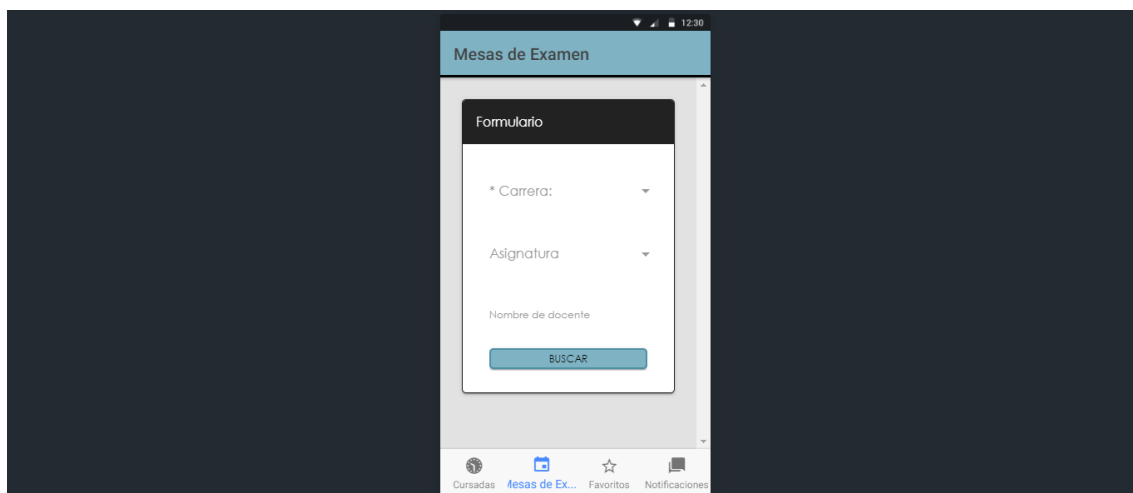 12:30
Mesas de Examen
Formulario
* Carrera:
Asignatura
Nombre de docente
BUSCAR
Cursadas Mesas de Ex... Favoritos Notificaciones